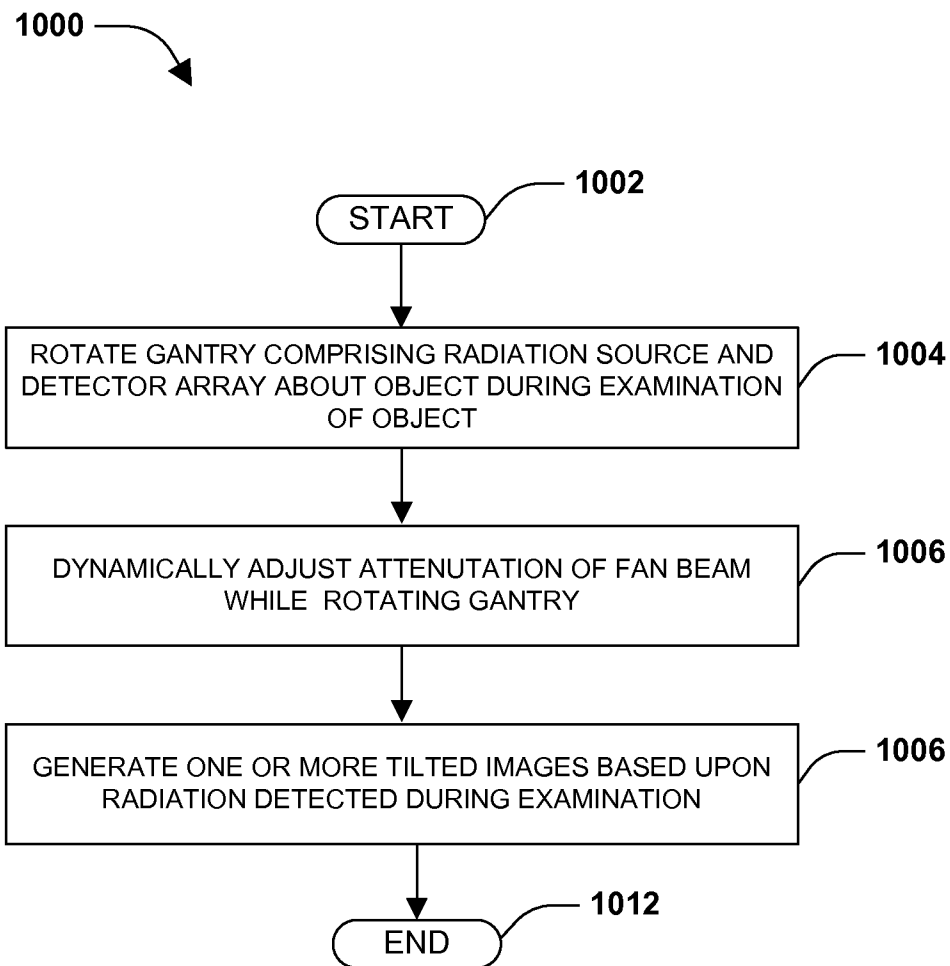 1000
1002
START
ROTATE GANTRY COMPRISING RADIATION SOURCE AND
DETECTOR ARRAY ABOUT OBJECT DURING EXAMINATION
OF OBJECT
1004
DYNAMICALLY ADJUST ATTENUTATION OF FAN BEAM
WHILE ROTATING GANTRY
1006
GENERATE ONE OR MORE TILTED IMAGES BASED UPON
RADIATION DETECTED DURING EXAMINATION
1006
1012
END